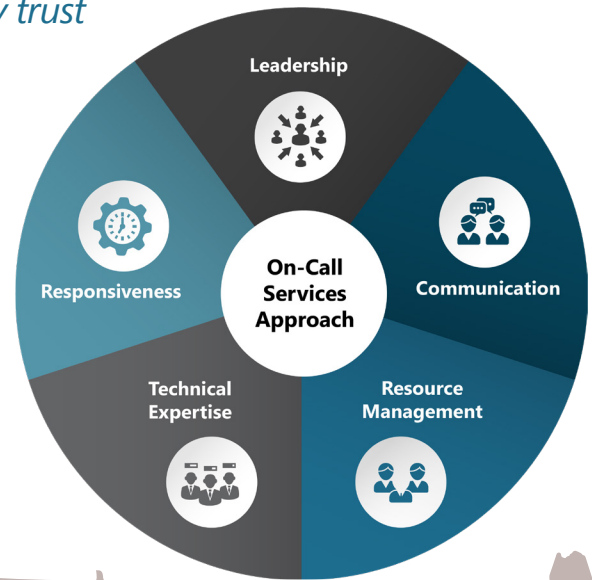 trust
Leadership
Responsiveness
On-Call
Services
Approach
Communication
Technical
Expertise
Resource
Management